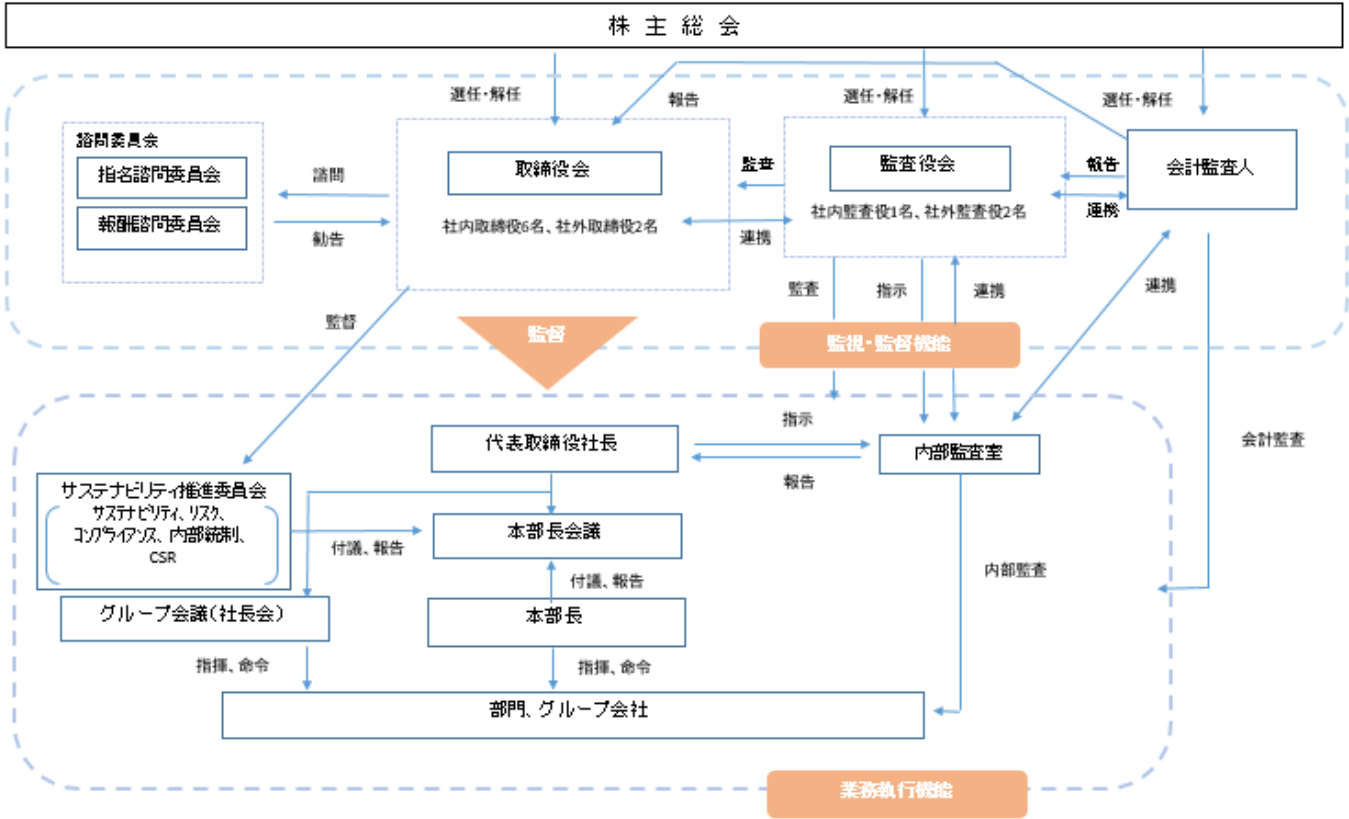 株主総会
選任・解任
報告
選任・解任
選任・解任
諮問委員会
指名諮問委員会
報酬諮問委員会
諮問
勧告
取締役会
社内取締役6名、社外取締役2名
監査
連携
監査役会
社内監査役1名、社外監査役2名
報告
連携
会計監査人
監督
監督
監査
指示
連携
連携
監視・監督機能
代表取締役社長
指示
報告
内部監査室
会計監査
サステナビリティ推進委員会
サステナビリティ、リスク、
コンプライアンス、内部統制、
CSR
付議、報告
本部長会議
付議、報告
内部監査
グループ会議(社長会)
本部長
指揮、命令
指揮、命令
部門、グループ会社
業務執行機能